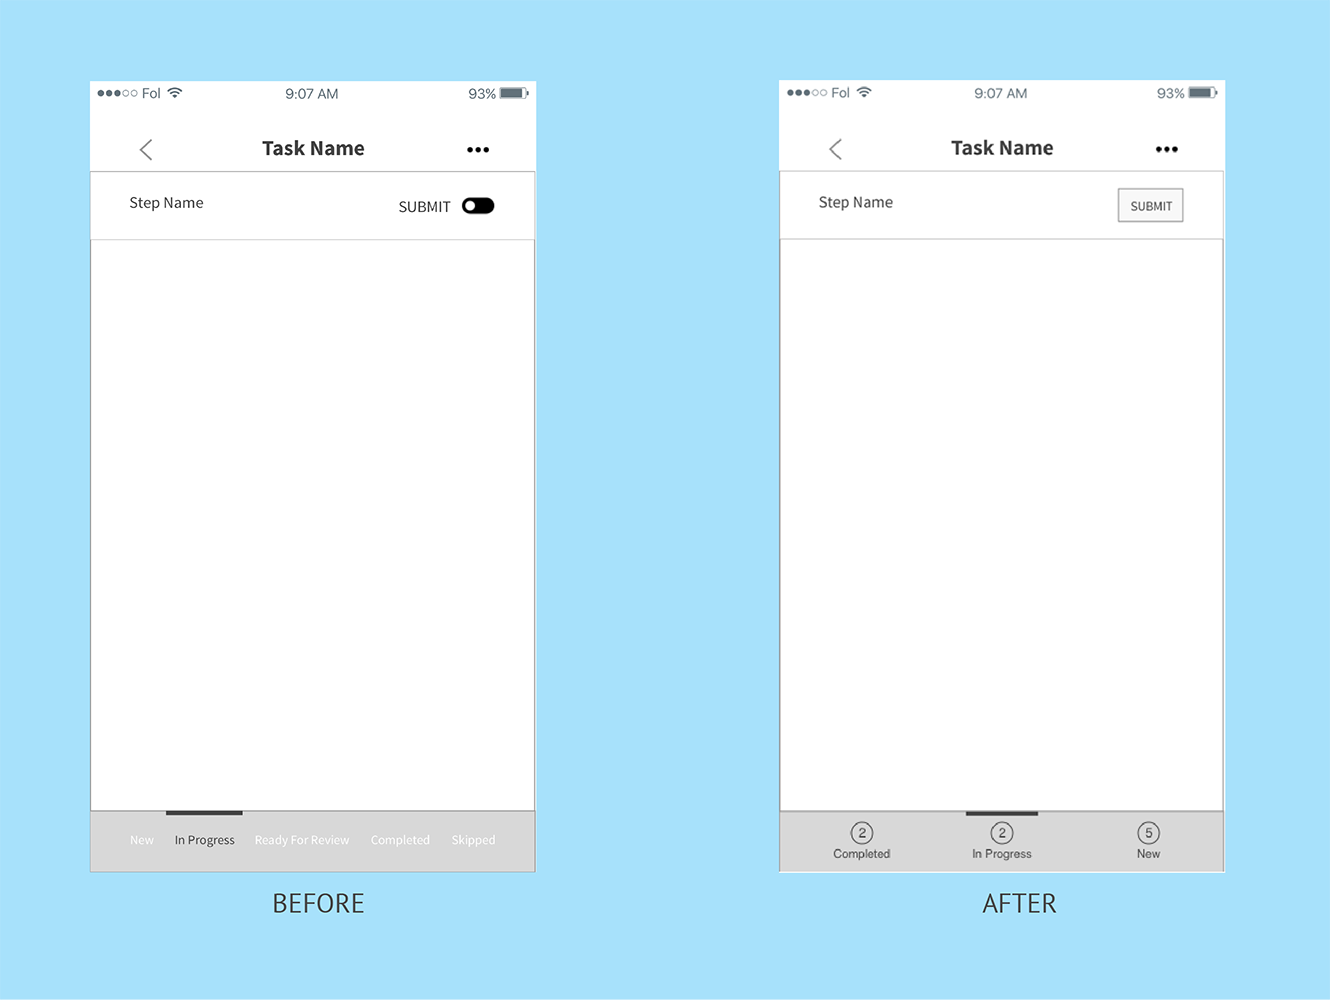 Fol 9:07 AM 93%
Task Name
Step Name SUBMIT
New In Progress Ready For Review Completed Skipped
BEFORE
Fol 9:07 AM 93%
Task Name
Step Name SUBMIT
2 2 5
Completed In Progress New
AFTER